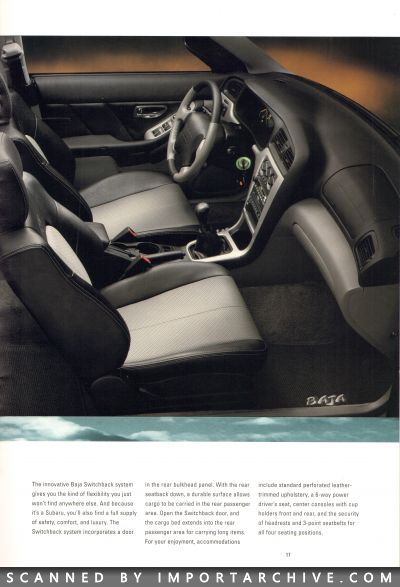 BAJA
The innovative Baja Switchback system
gives you the kind of flexibility you just
won't find anywhere else. And because
it's a Subaru, you'll also find a full supply
of safety, comfort, and luxury. The
Switchback system incorporates a door
in the rear bulkhead panel. With the rear
seatback down, a durable surface allows
cargo to be carried in the rear passenger
area. Open the Switchback door, and
the cargo bed extends into the rear
passenger area for carrying long items.
For your enjoyment, accommodations
include standard perforated leather-
trimmed upholstery, a 6-way power
driver's seat, center consoles with cup
holders front and rear, and the security
of headrests and 3-point seatbelts for
all four seating positions.
17
SCANNED BY IMPORTARCHIVE.COM